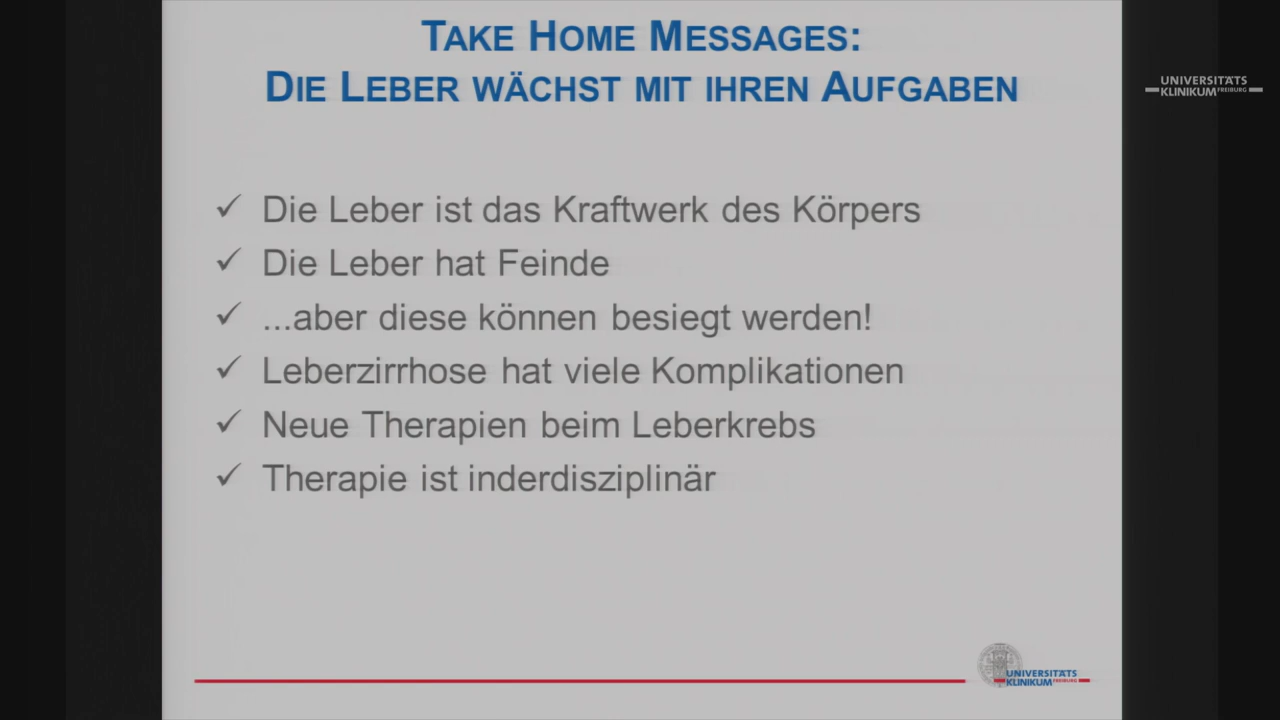 TAKE HOME MESSAGES:
DIE LEBER WÄCHST MIT IHREN AUFGABEN
UNIVERSITÄTS
KLINIKUM FREIBURG
✓ Die Leber ist das Kraftwerk des Körpers
✓ Die Leber hat Feinde
✓ ...aber diese können besiegt werden!
✓ Leberzirrhose hat viele Komplikationen
✓ Neue Therapien beim Leberkrebs
✓ Therapie ist inderdisziplinär
UNIVERSITÄTS
KLINIKUM FREIBURG